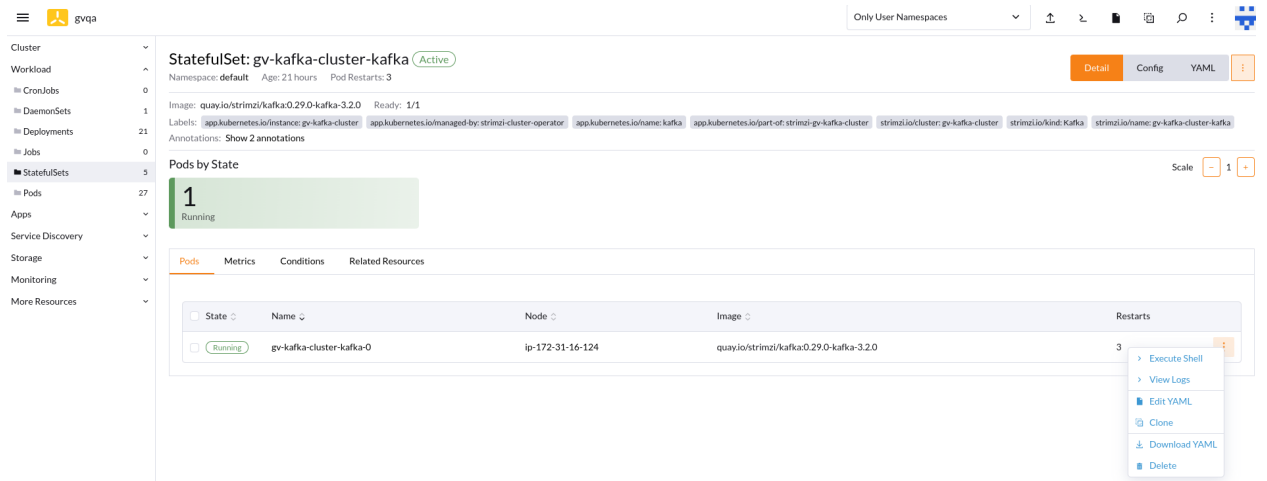 gvqa
Only User Namespaces
Cluster
Workload
CronJobs 0
DaemonSets 1
Deployments 21
Jobs 0
StatefulSets 5
Pods 27
Apps
Service Discovery
Storage
Monitoring
More Resources
StatefulSet: gv-kafka-cluster-kafka Active
Namespace: default Age: 21 hours Pod Restarts: 3
Detail Config YAML
Image: quay.io/strimzi/kafka:0.29.0-kafka-3.2.0 Ready: 1/1
Labels: app.kubernetes.io/instance: gv-kafka-cluster app.kubernetes.io/managed-by: strimzi-cluster-operator app.kubernetes.io/name: kafka app.kubernetes.io/part-of: strimzi-gv-kafka-cluster strimzi.io/cluster: gv-kafka-cluster strimzi.io/kind: Kafka strimzi.io/name: gv-kafka-cluster-kafka
Annotations: Show 2 annotations
Pods by State
Scale − 1 +
1
Running
Pods Metrics Conditions Related Resources
State Name Node Image Restarts
Running gv-kafka-cluster-kafka-0 ip-172-31-16-124 quay.io/strimzi/kafka:0.29.0-kafka-3.2.0 3
Execute Shell
View Logs
Edit YAML
Clone
Download YAML
Delete